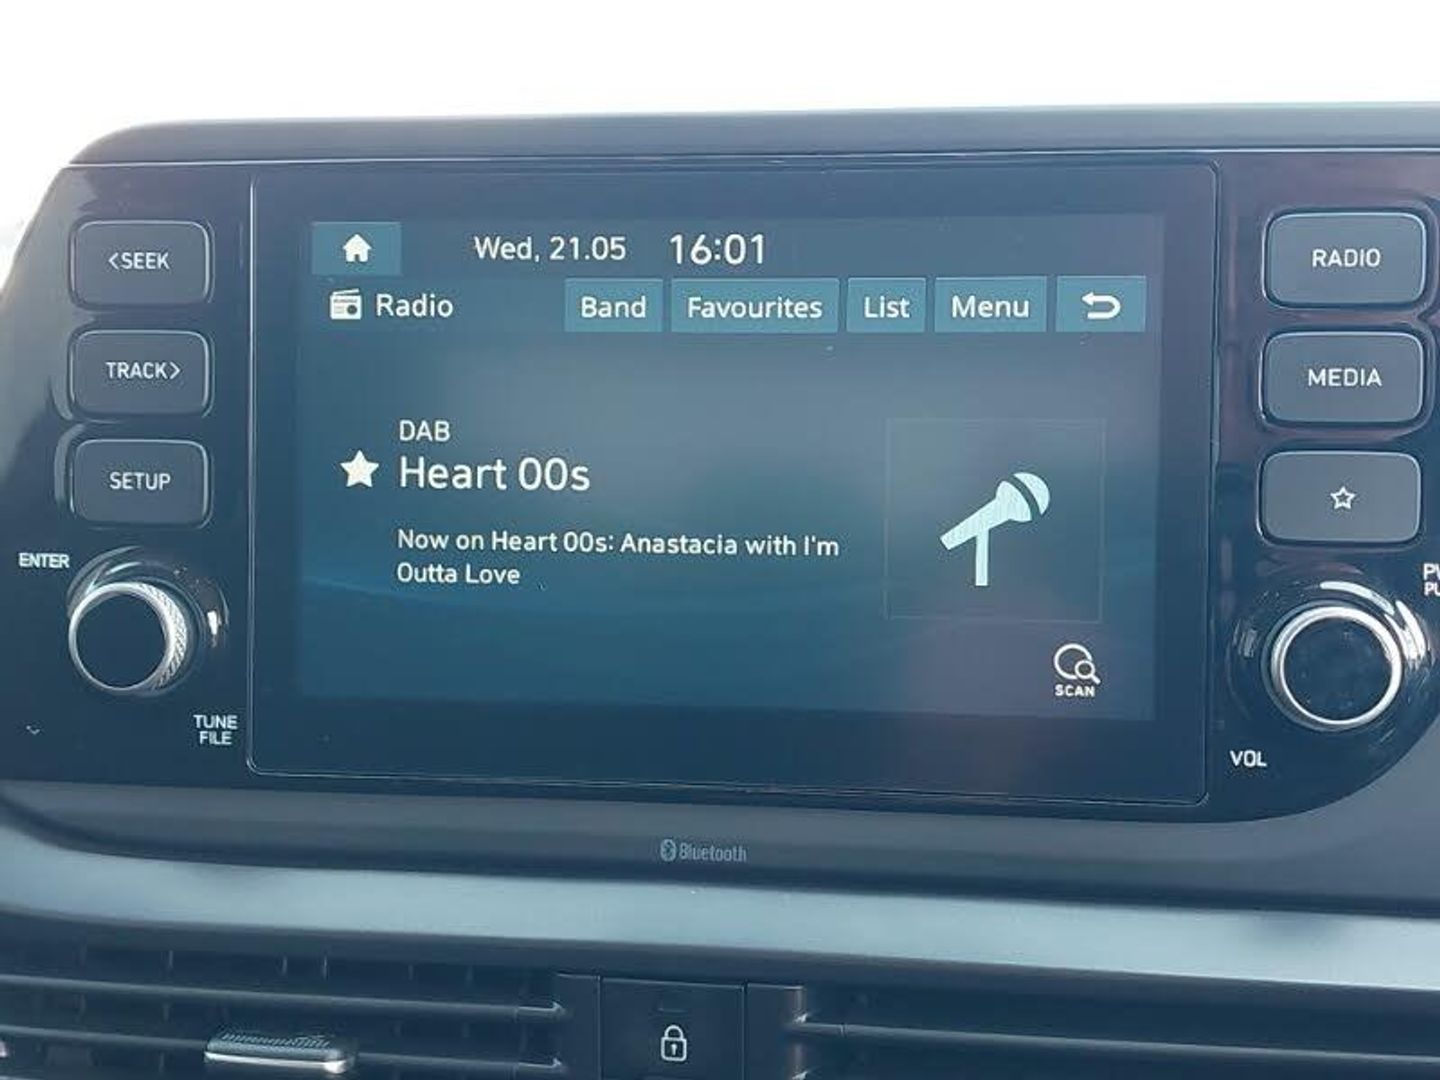 <SEEK
TRACK>
SETUP
ENTER
TUNE
FILE
Wed, 21.05 16:01
Radio Band Favourites List Menu
DAB
Heart 00s
Now on Heart 00s: Anastacia with I'm
Outta Love
SCAN
RADIO
MEDIA
VOL
Bluetooth